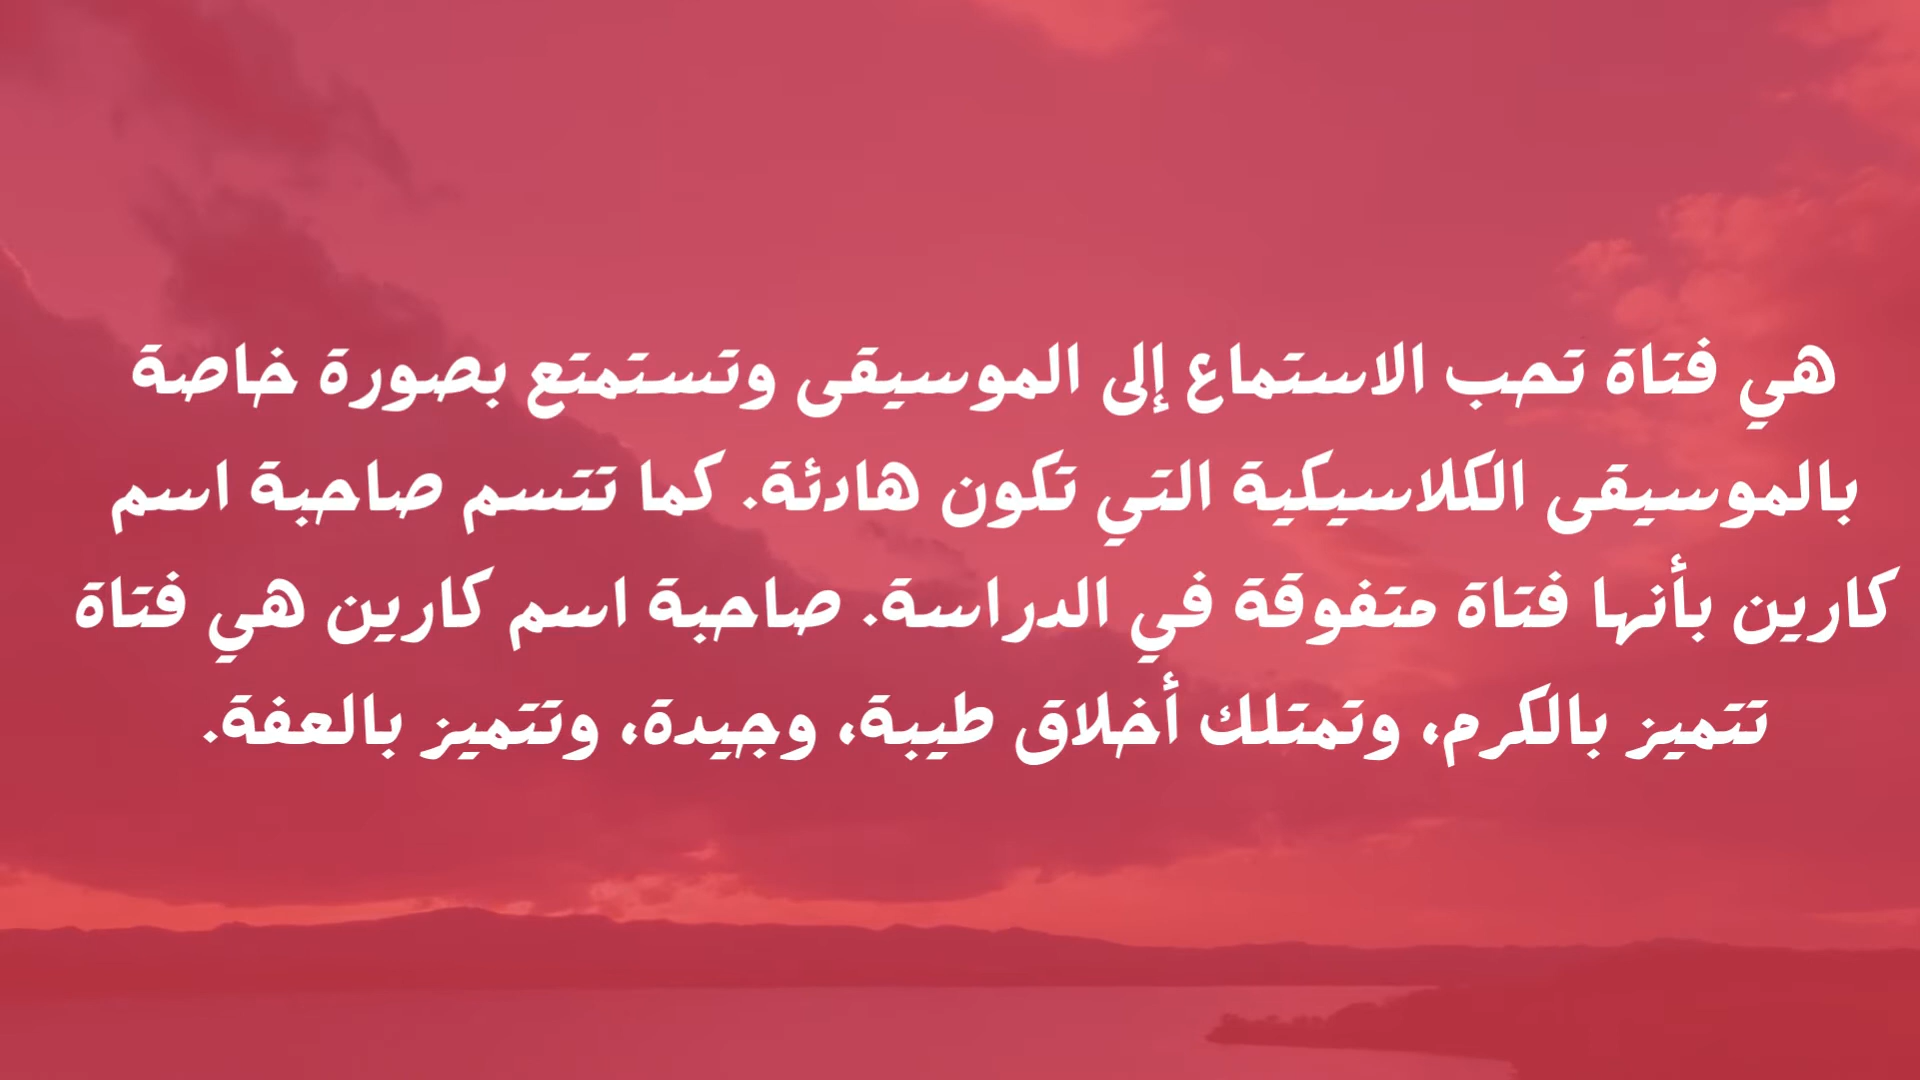 هي فتاة تحب الاستماع إلى الموسيقى وتستمتع بصورة خاصة
بالموسيقى الكلاسيكية التي تكون هادئة. كما تتسم صاحبة اسم
كارين بأنها فتاة متفوقة في الدراسة. صاحبة اسم كارين هي فتاة
تتميز بالكرم، وتمتلك أخلاق طيبة، وجيدة، وتتميز بالعفة.